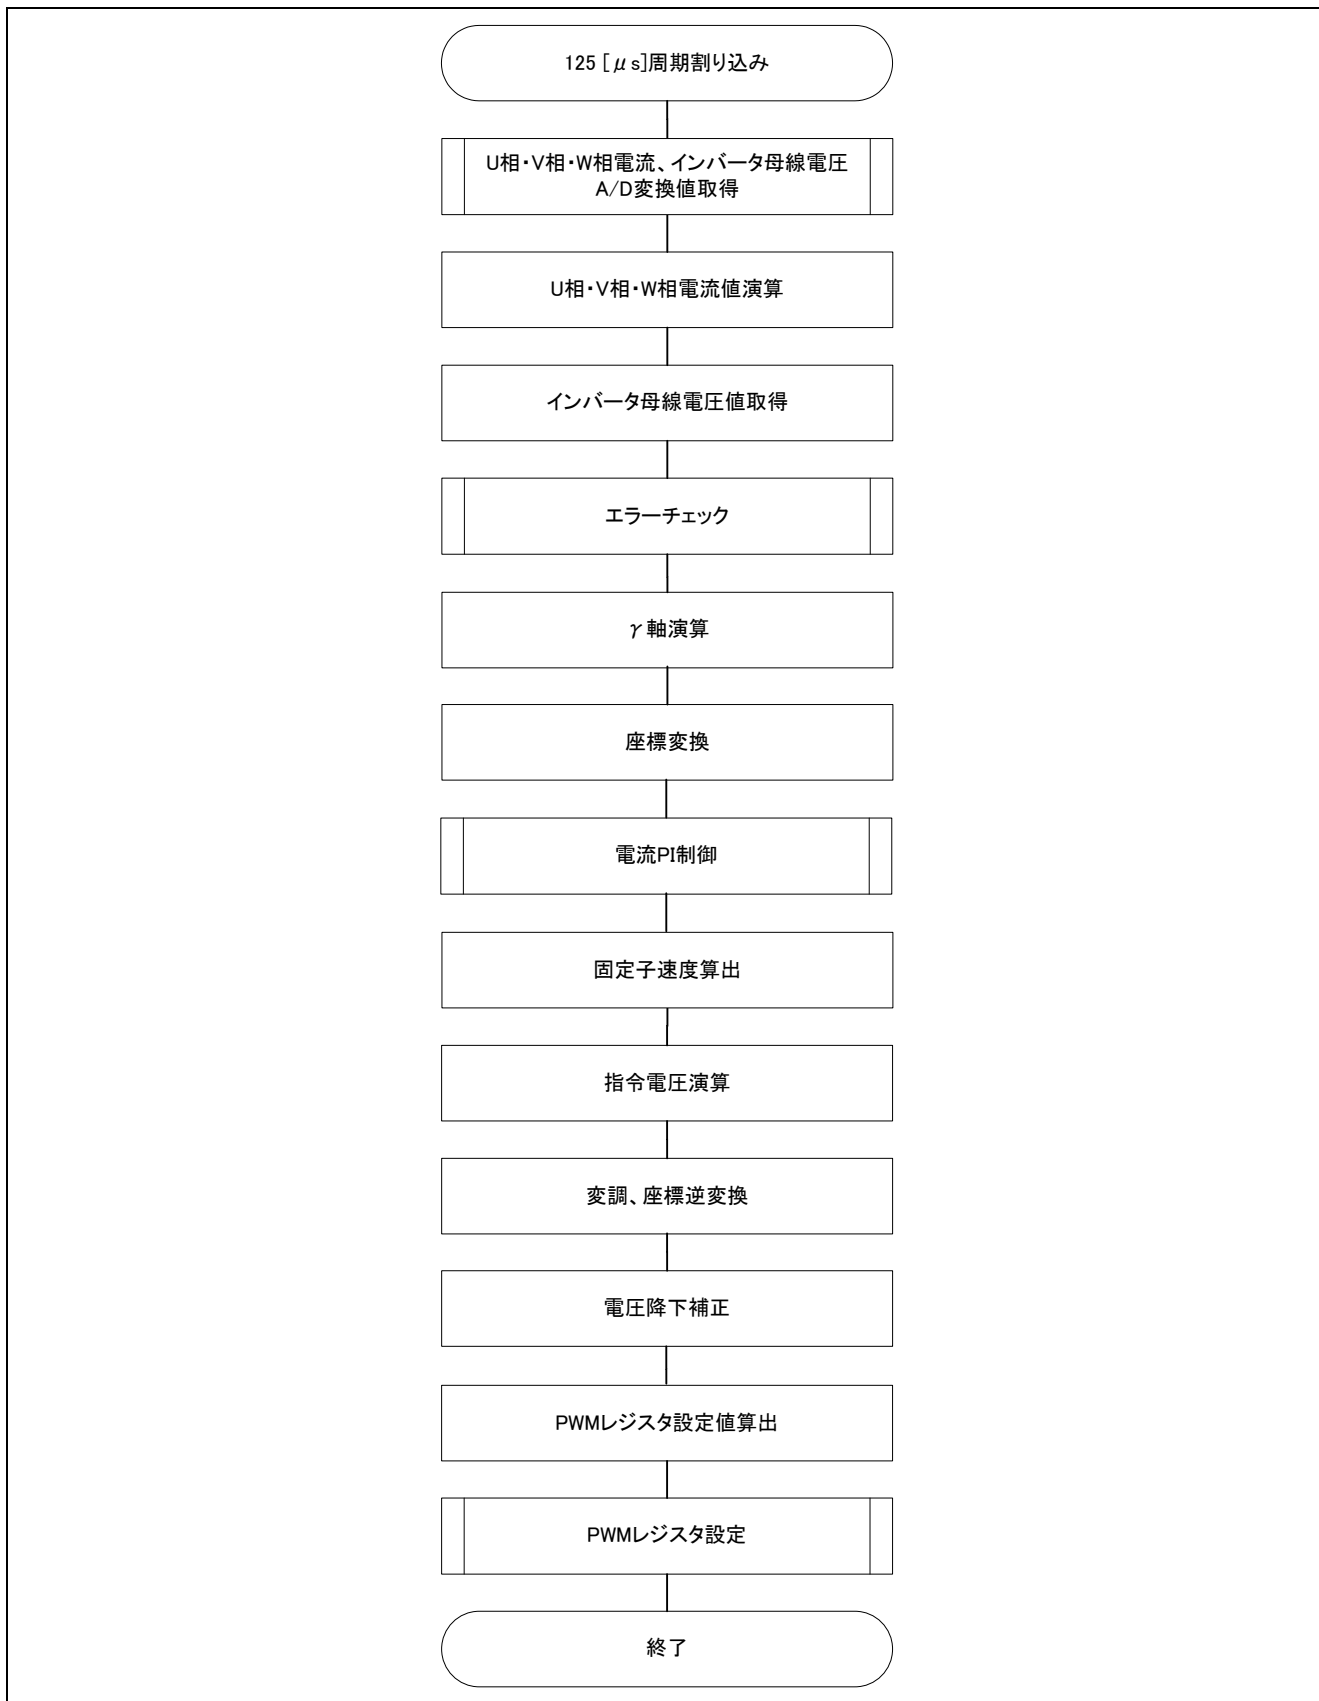 125 [μs]周期割り込み
U相・V相・W相電流、インバータ母線電圧
A/D変換値取得
U相・V相・W相電流値演算
インバータ母線電圧値取得
エラーチェック
γ軸演算
座標変換
電流PI制御
固定子速度算出
指令電圧演算
変調、座標逆変換
電圧降下補正
PWMレジスタ設定値算出
PWMレジスタ設定
終了